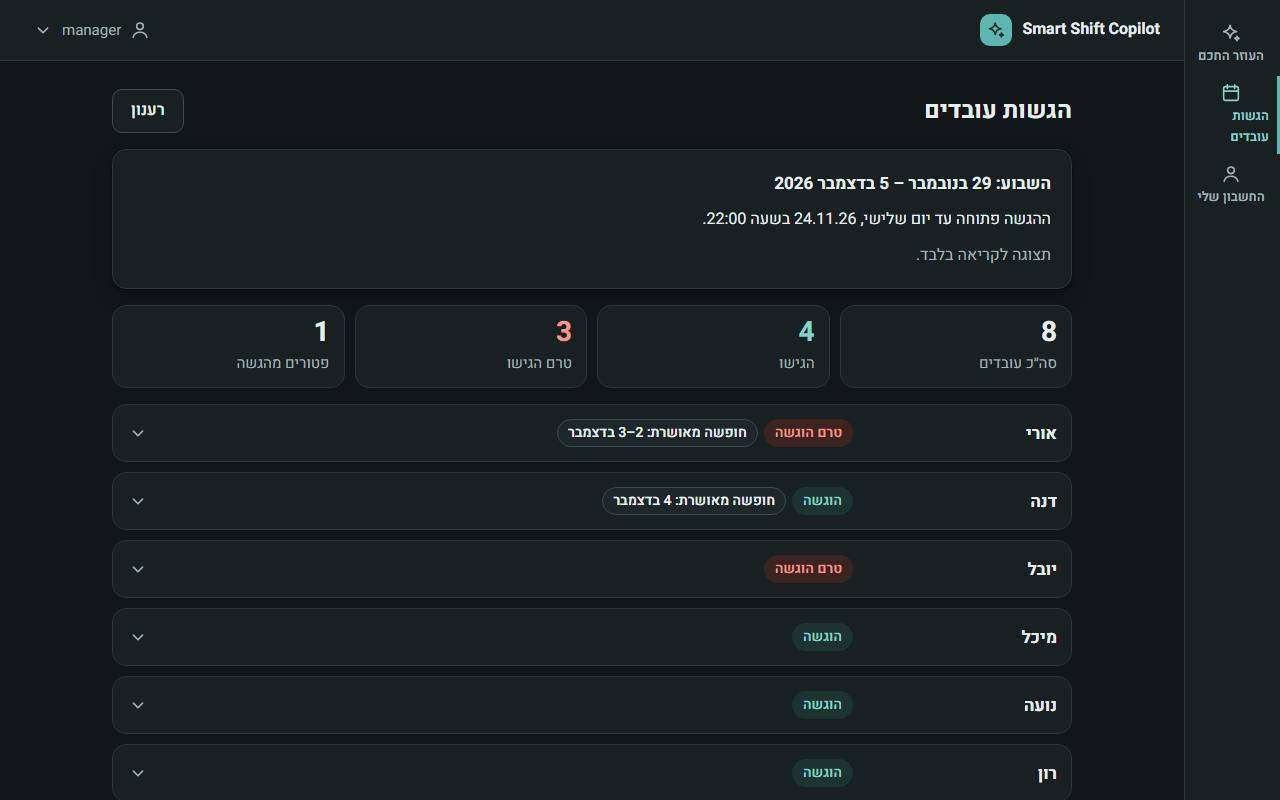 Smart Shift Copilot
manager
העוזר החכם
הגשות
עובדים
החשבון שלי
הגשות עובדים
רענון
השבוע: 29 בנובמבר – 5 בדצמבר 2026
ההגשה פתוחה עד יום שלישי, 24.11.26 בשעה 22:00.
תצוגה לקריאה בלבד.
8
סה״כ עובדים
4
הגישו
3
טרם הגישו
1
פטורים מהגשה
אורי
טרם הוגשה
חופשה מאושרת: 2–3 בדצמבר
דנה
הוגשה
חופשה מאושרת: 4 בדצמבר
יובל
טרם הוגשה
מיכל
הוגשה
נועה
הוגשה
רון
הוגשה